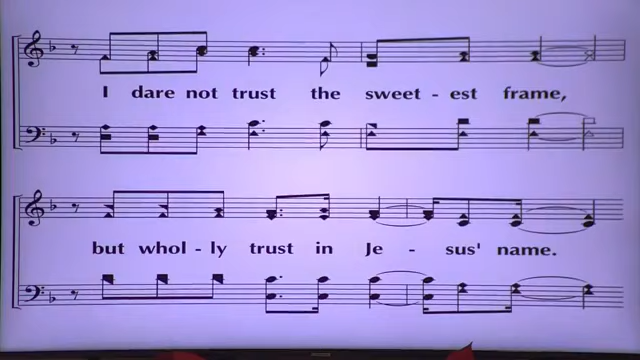 I dare not trust the sweet - est frame,
but whol - ly trust in Je - sus' name.